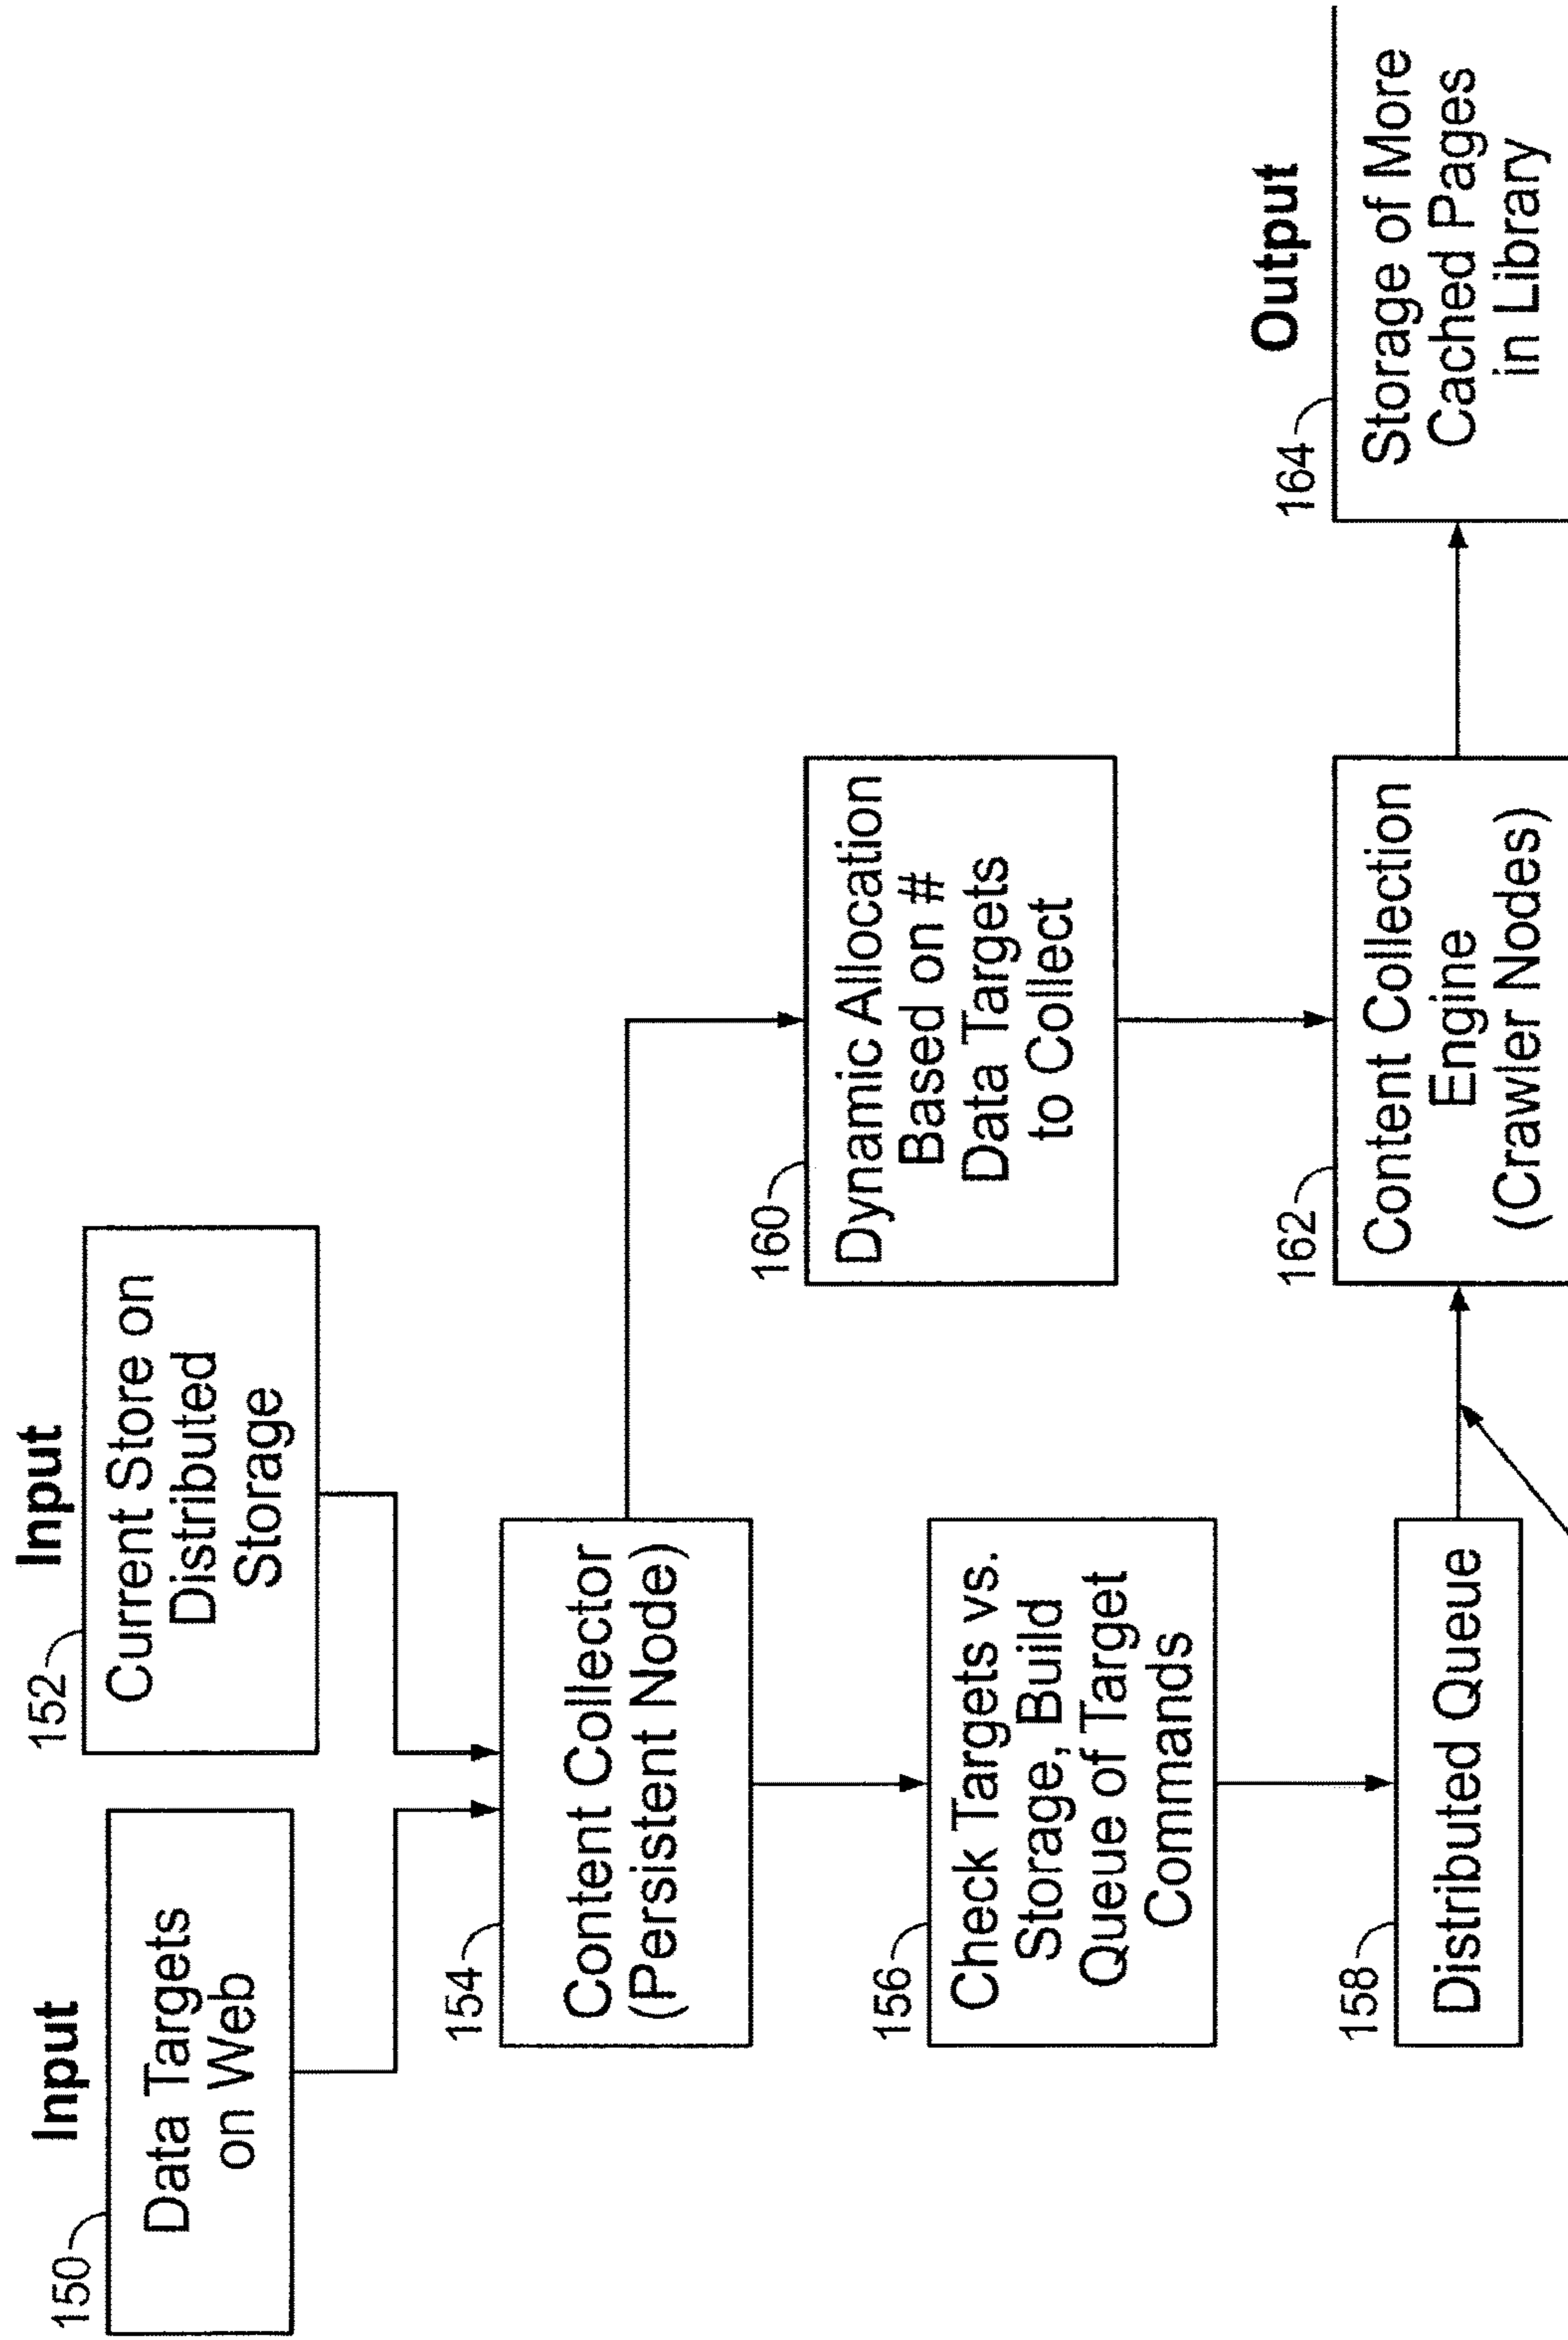 Input
150
Data Targets
on Web
Input
152
Current Store on
Distributed
Storage
154
Content Collector
(Persistent Node)
156
Check Targets vs.
Storage, Build
Queue of Target
Commands
158
Distributed Queue
160
Dynamic Allocation
Based on #
Data Targets
to Collect
162
Content Collection
Engine
(Crawler Nodes)
Output
164
Storage of More
Cached Pages
in Library